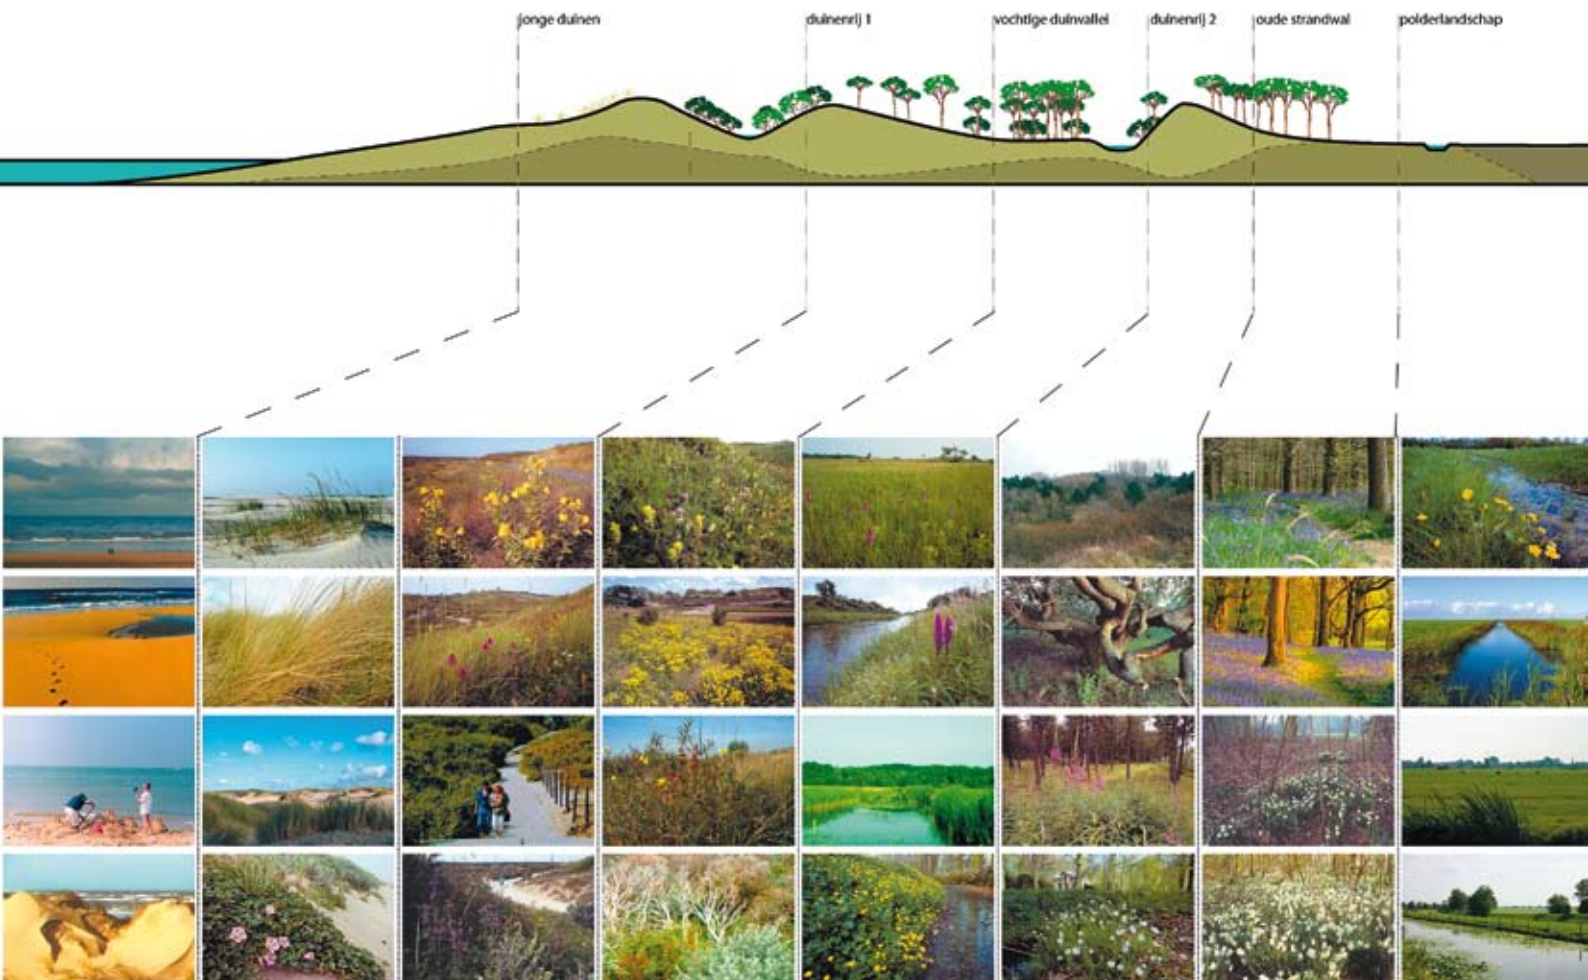 jonge duinen
duinenrij 1
vochtige duinvallei
duinenrij 2
oude strandwal
polderlandschap